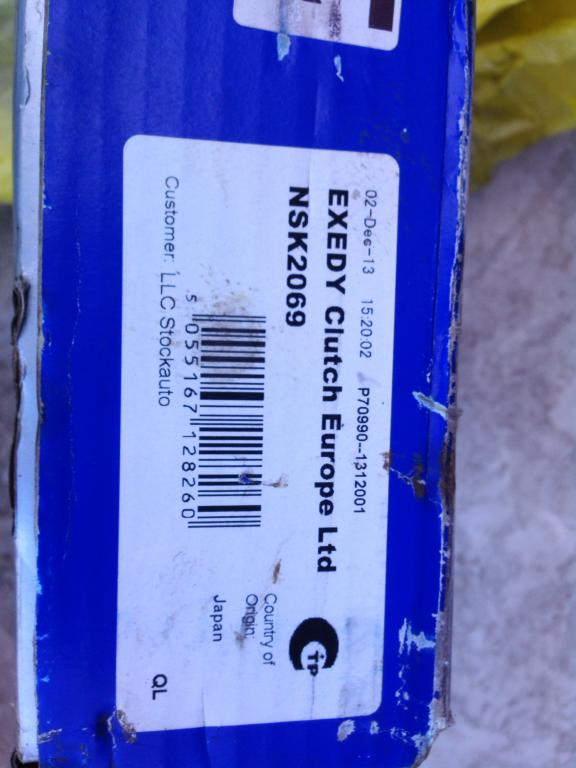 02-Dec-13 15:20:02 P70990--1312001
EXEDY Clutch Europe Ltd
NSK2069
5 055167 128260
Customer: LLC Stockauto
Country of
Origin:
Japan
TP
QL